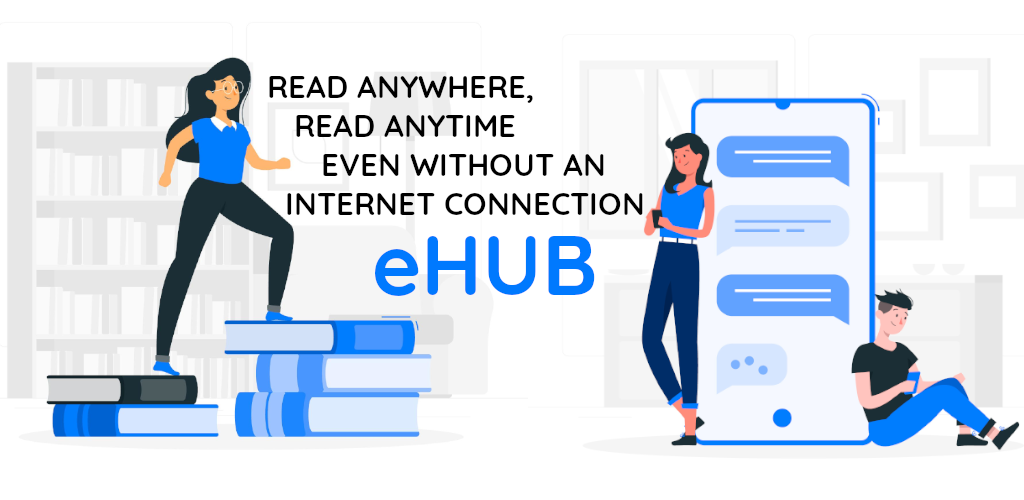 READ ANYWHERE,
READ ANYTIME
EVEN WITHOUT AN
INTERNET CONNECTION
eHUB